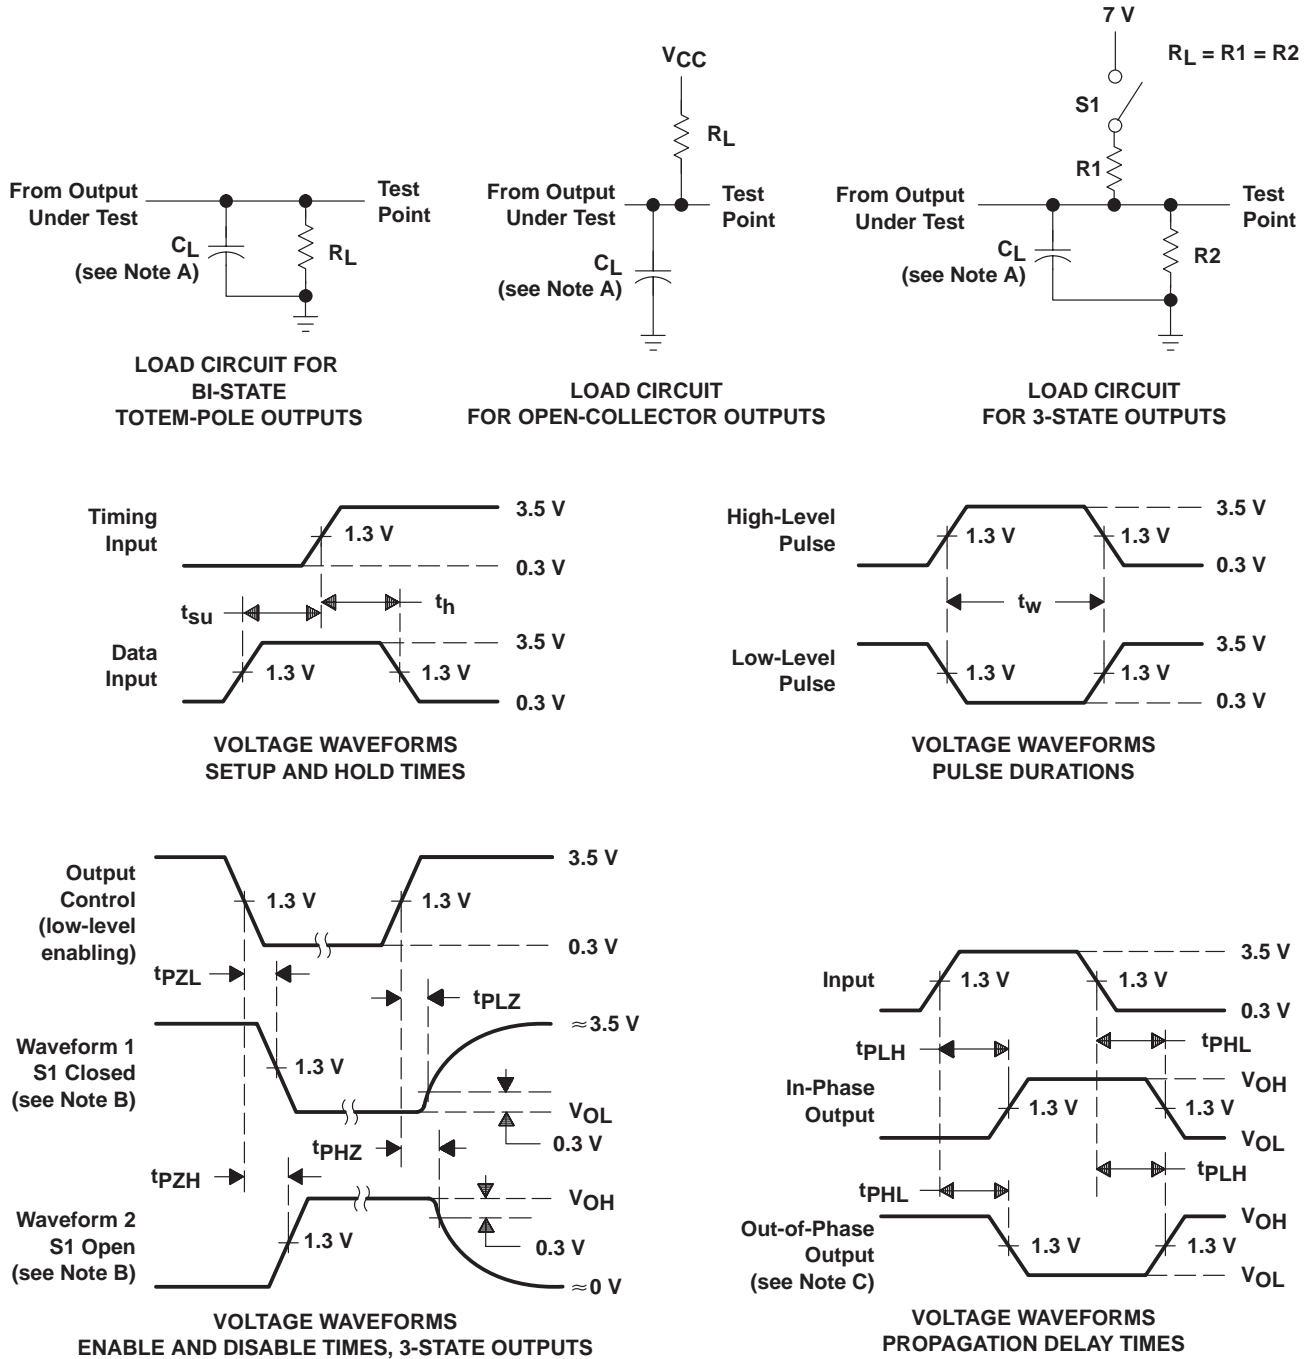 From Output
Under Test
Test
Point
CL
(see Note A)
RL
LOAD CIRCUIT FOR
BI-STATE
TOTEM-POLE OUTPUTS
VCC
RL
From Output
Under Test
Test
Point
CL
(see Note A)
LOAD CIRCUIT
FOR OPEN-COLLECTOR OUTPUTS
7 V
RL = R1 = R2
S1
R1
From Output
Under Test
Test
Point
CL
(see Note A)
R2
LOAD CIRCUIT
FOR 3-STATE OUTPUTS
Timing
Input
3.5 V
1.3 V
0.3 V
tsu
th
Data
Input
3.5 V
1.3 V
1.3 V
0.3 V
VOLTAGE WAVEFORMS
SETUP AND HOLD TIMES
High-Level
Pulse
3.5 V
1.3 V
1.3 V
0.3 V
tw
Low-Level
Pulse
3.5 V
1.3 V
1.3 V
0.3 V
VOLTAGE WAVEFORMS
PULSE DURATIONS
Output
Control
(low-level
enabling)
3.5 V
1.3 V
1.3 V
0.3 V
tPZL
tPLZ
Waveform 1
S1 Closed
(see Note B)
≈3.5 V
1.3 V
VOL
0.3 V
tPHZ
tPZH
Waveform 2
S1 Open
(see Note B)
VOH
1.3 V
0.3 V
≈0 V
VOLTAGE WAVEFORMS
ENABLE AND DISABLE TIMES, 3-STATE OUTPUTS
Input
3.5 V
1.3 V
1.3 V
0.3 V
tPLH
tPHL
In-Phase
Output
VOH
1.3 V
1.3 V
VOL
tPHL
tPLH
Out-of-Phase
Output
(see Note C)
VOH
1.3 V
1.3 V
VOL
VOLTAGE WAVEFORMS
PROPAGATION DELAY TIMES